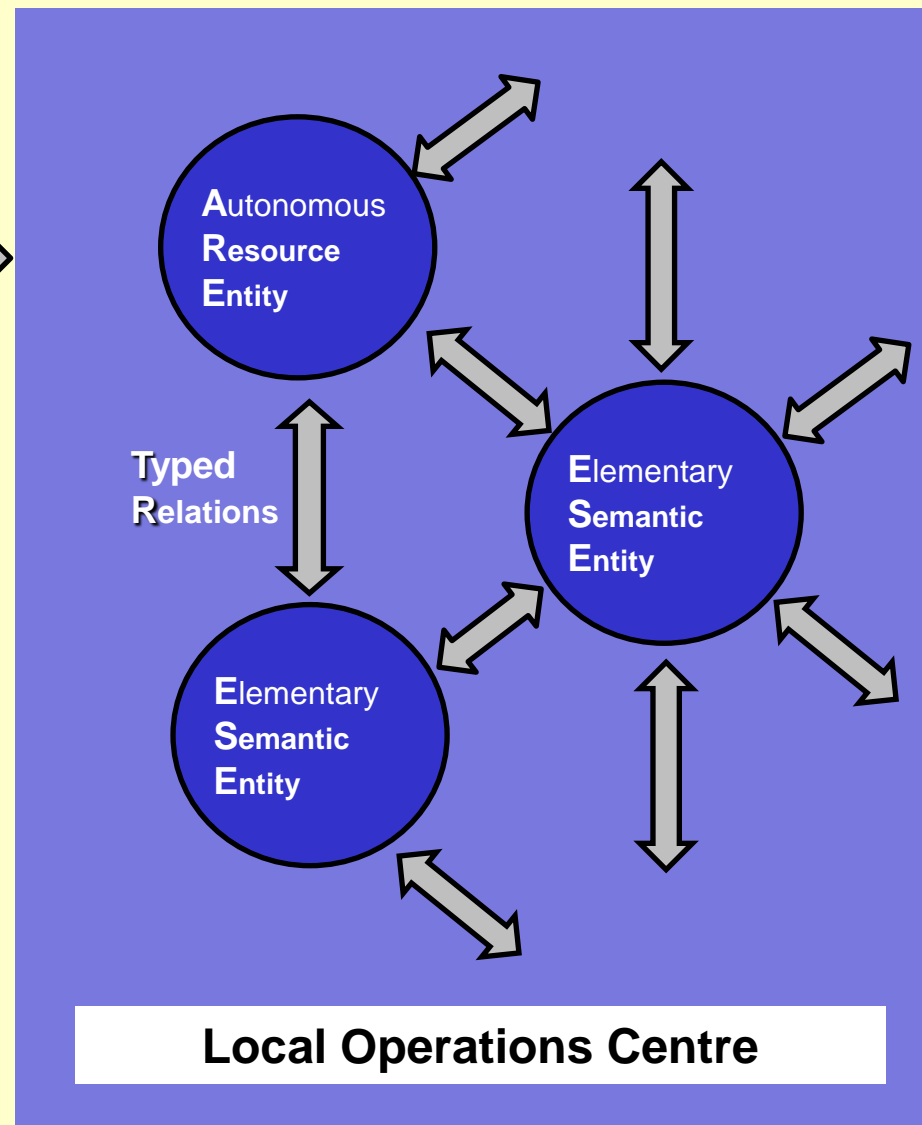 Autonomous
Resource
Entity
Typed
Relations
Elementary
Semantic
Entity
Elementary
Semantic
Entity
Local Operations Centre